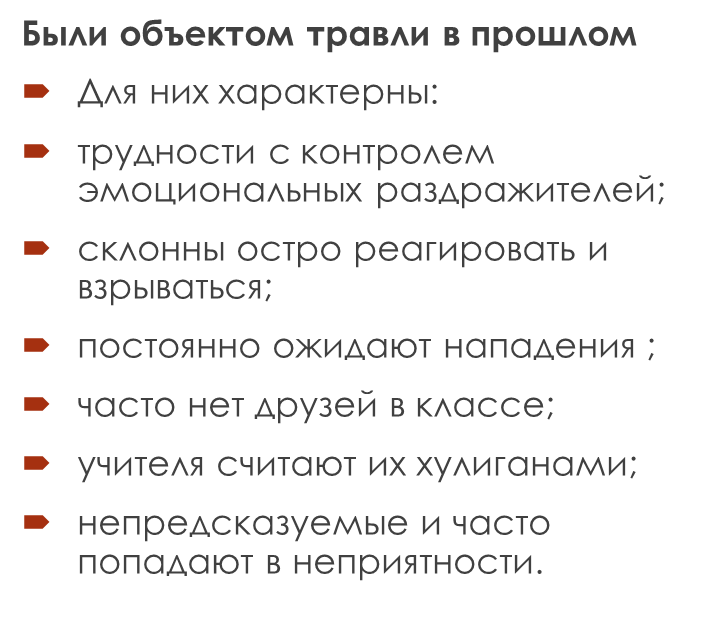 Были объектом травли в прошлом
Для них характерны:
трудности с контролем
эмоциональных раздражителей;
склонны остро реагировать и
взрываться;
постоянно ожидают нападения ;
часто нет друзей в классе;
учителя считают их хулиганами;
непредсказуемые и часто
попадают в неприятности.